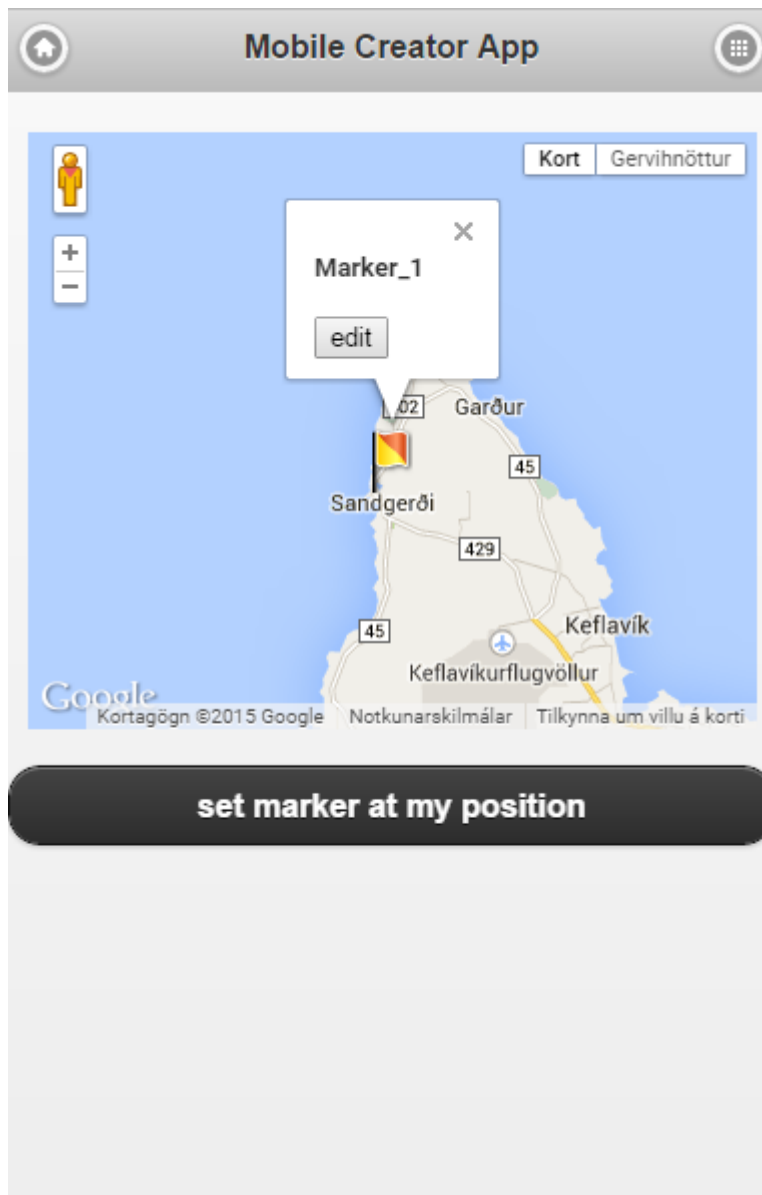 Mobile Creator App
Kort Gervihnöttur
+
Marker_1
−
edit
02 Garður
45
Sandgerði
429
Keflavík
45
Keflavíkurflugvöllur
Google
Kortagögn ©2015 Google Notkunarskilmálar Tilkynna um villu á korti
set marker at my position